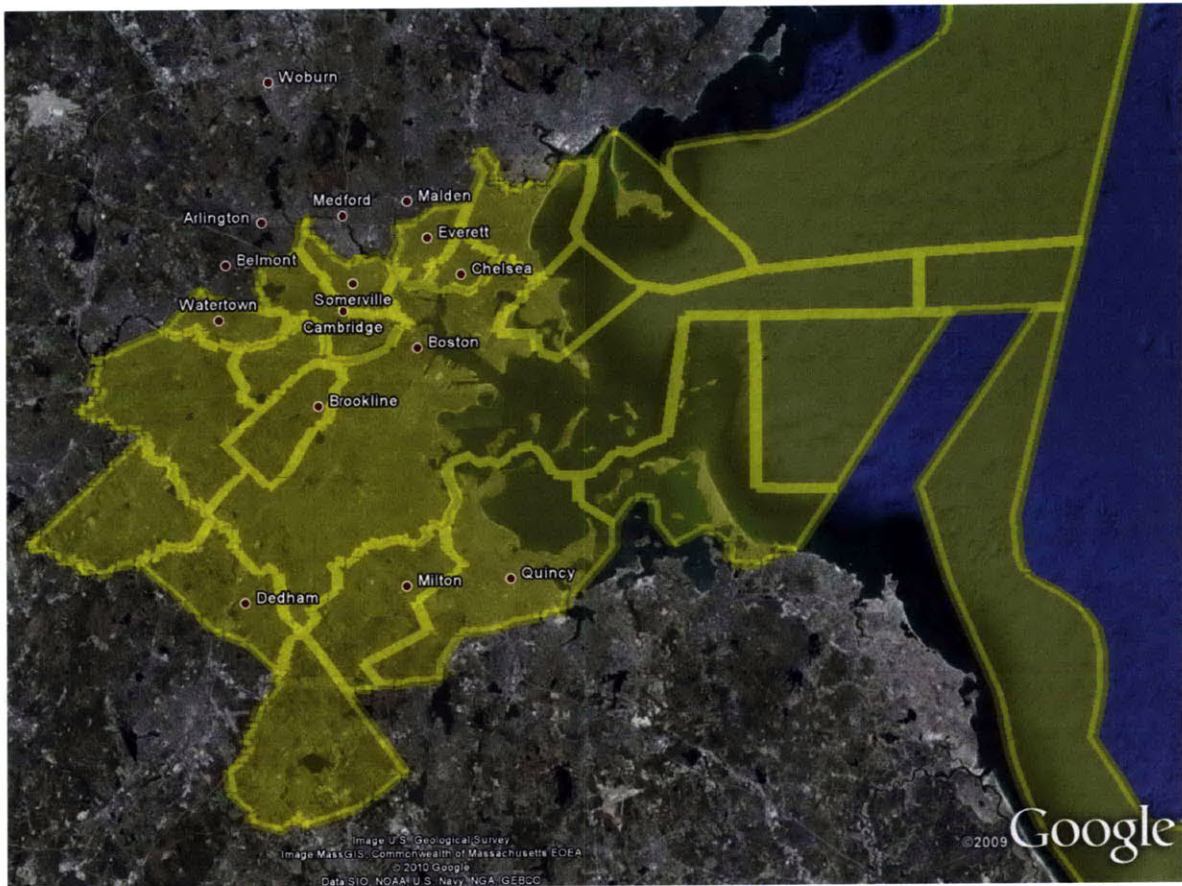 Woburn
Malden
Medford
Arlington
Everett
Belmont
Chelsea
Somerville
Watertown
Cambridge
Boston
Brookline
Quincy
Milton
Dedham
Image U.S. Geological Survey
Image MassGIS, Commonwealth of Massachusetts EOEA
© 2010 Google
Data SIO, NOAA, U.S. Navy, NGA, GEBCO
©2009 Google